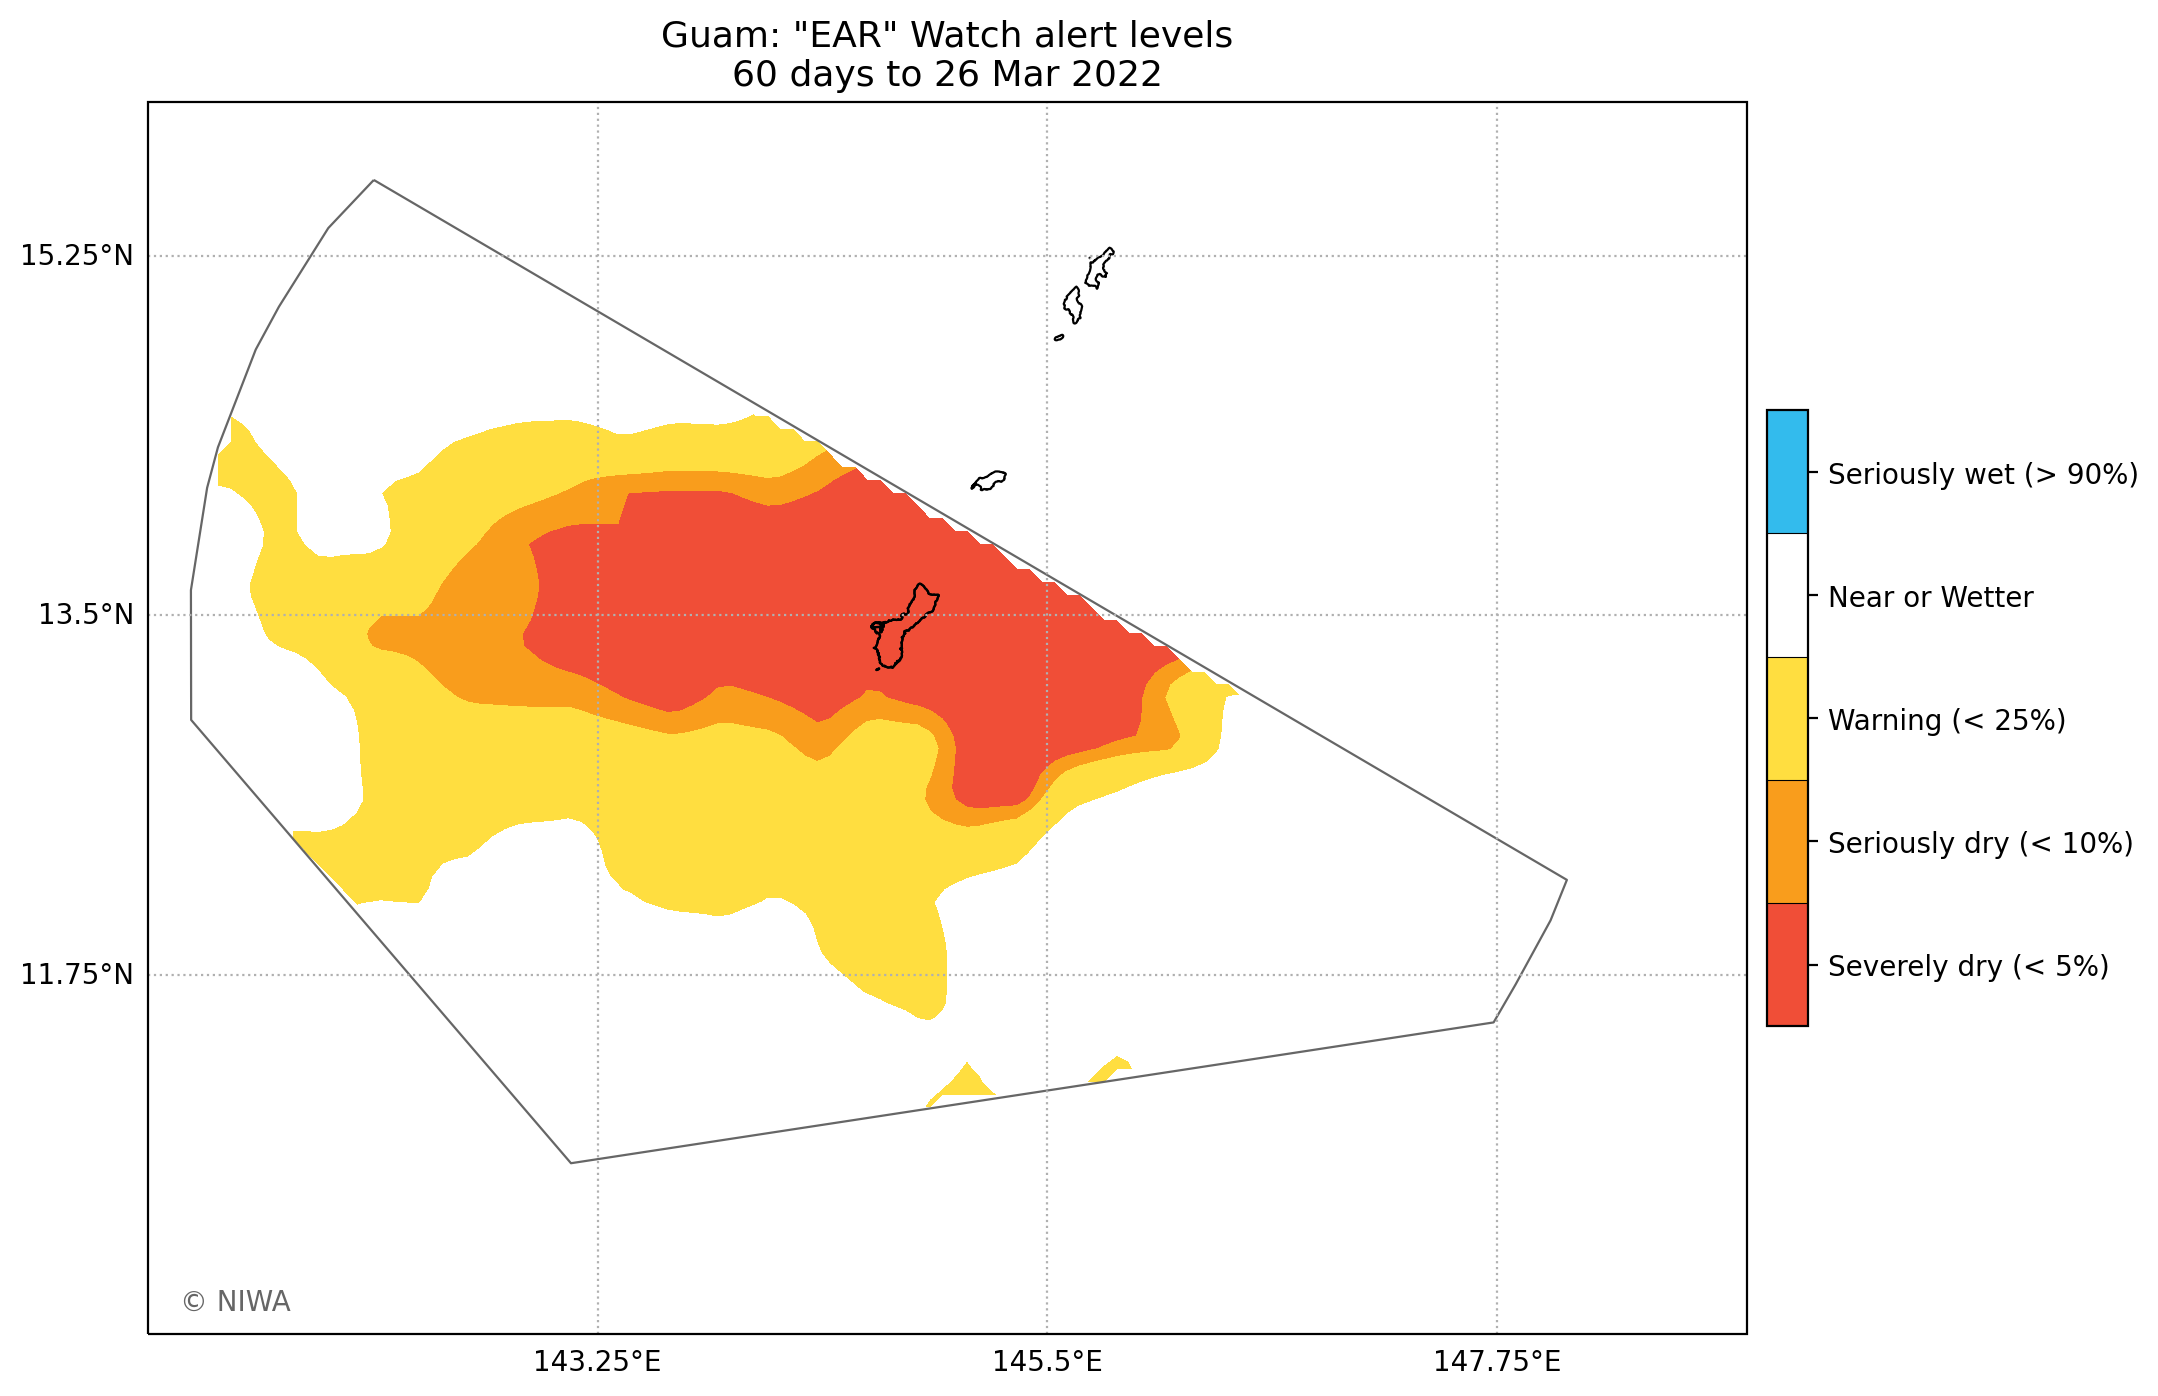 Guam: "EAR" Watch alert levels
60 days to 26 Mar 2022
15.25°N
13.5°N
11.75°N
143.25°E
145.5°E
147.75°E
Seriously wet (> 90%)
Near or Wetter
Warning (< 25%)
Seriously dry (< 10%)
Severely dry (< 5%)
© NIWA